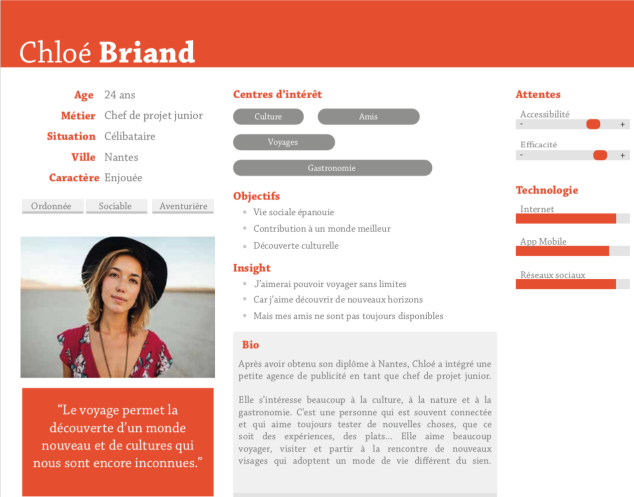 Chloé Briand
Age 24 ans
Métier Chef de projet junior
Situation Célibataire
Ville Nantes
Caractère Enjouée
Ordonnée Sociable Aventurière
“Le voyage permet la
découverte d’un monde
nouveau et de cultures qui
nous sont encore inconnues.”
Centres d’intérêt
Culture Amis
Voyages
Gastronomie
Objectifs
Vie sociale épanouie
Contribution à un monde meilleur
Découverte culturelle
Insight
J’aimerai pouvoir voyager sans limites
Car j’aime découvrir de nouveaux horizons
Mais mes amis ne sont pas toujours disponibles
Bio
Après avoir obtenu son diplôme à Nantes, Chloé a intégré une
petite agence de publicité en tant que chef de projet junior.
Elle s’intéresse beaucoup à la culture, à la nature et à la
gastronomie. C’est une personne qui est souvent connectée
et qui aime toujours tester de nouvelles choses, que ce
soit des expériences, des plats... Elle aime beaucoup
voyager, visiter et partir à la rencontre de nouveaux
visages qui adoptent un mode de vie différent du sien.
Attentes
Accessibilité
- +
Efficacité
- +
Technologie
Internet
App Mobile
Réseaux sociaux